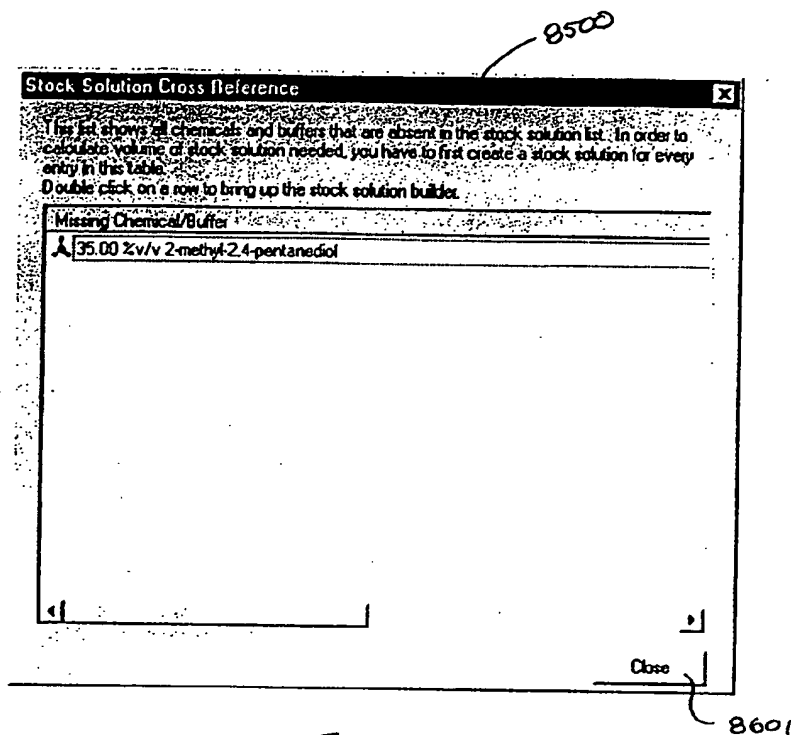 8500
Stock Solution Cross Reference
This list shows all chemicals and buffers that are absent in the stock solution list. In order to
calculate volume of stock solution needed, you have to first create a stock solution for every
entry in this table.
Double click on a row to bring up the stock solution builder.
Missing Chemical/Buffer
35.00 %v/v 2-methyl-2,4-pentanediol
Close
8601